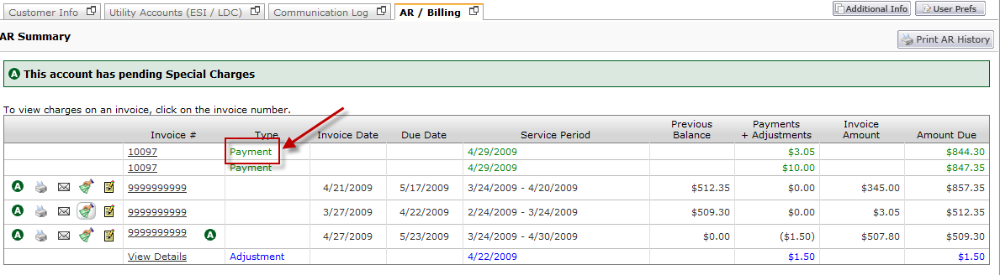 Customer Info Utility Accounts (ESI / LDC) Communication Log AR / Billing Additional Info User Prefs
AR Summary
Print AR History
A This account has pending Special Charges
To view charges on an invoice, click on the invoice number.
Invoice # Type Invoice Date Due Date Service Period Previous Balance Payments + Adjustments Invoice Amount Amount Due
10097 Payment 4/29/2009 $3.05 $844.30
10097 Payment 4/29/2009 $10.00 $847.35
A 9999999999 4/21/2009 5/17/2009 3/24/2009 - 4/20/2009 $512.35 $0.00 $345.00 $857.35
A 9999999999 3/27/2009 4/22/2009 2/24/2009 - 3/24/2009 $509.30 $0.00 $3.05 $512.35
A 9999999999 A 4/27/2009 5/23/2009 3/24/2009 - 4/30/2009 $0.00 ($1.50) $507.80 $509.30
View Details Adjustment 4/22/2009 $1.50 $1.50